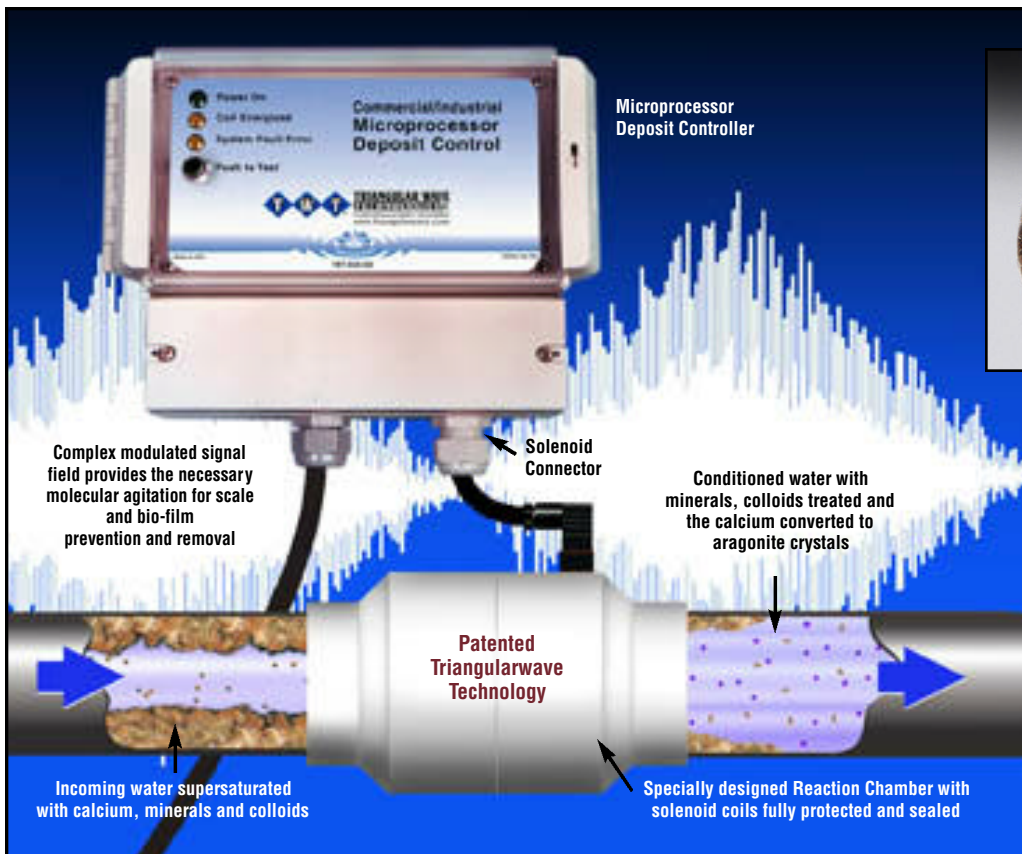 Power On
Coil Energized
System Fault Error
Push to Test
Commercial/Industrial
Microprocessor
Deposit Control
T W T
TRIANGULAR WAVE
Microprocessor
Deposit Controller
Complex modulated signal
field provides the necessary
molecular agitation for scale
and bio-film
prevention and removal
Solenoid
Connector
Conditioned water with
minerals, colloids treated and
the calcium converted to
aragonite crystals
Patented
Triangularwave
Technology
Incoming water supersaturated
with calcium, minerals and colloids
Specially designed Reaction Chamber with
solenoid coils fully protected and sealed